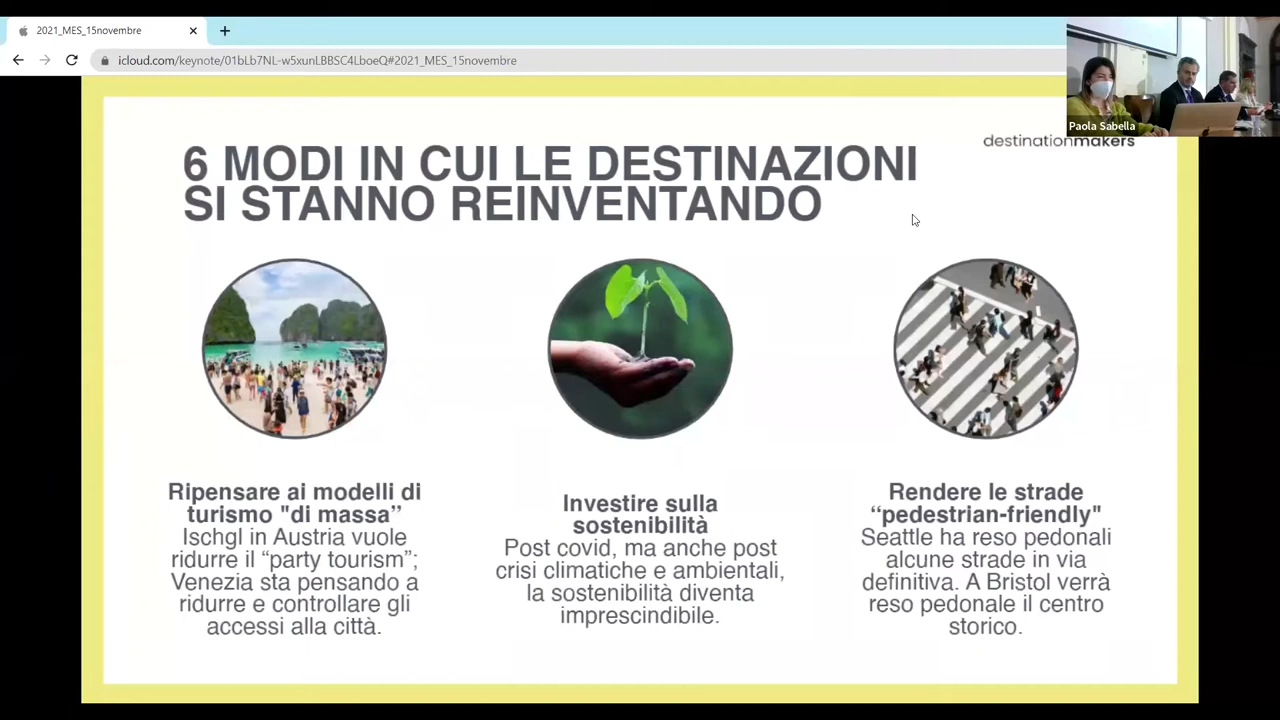 2021_MES_15novembre
icloud.com/keynote/01bLb7NL-w5xunLBBSC4LboeQ#2021_MES_15novembre
Paola Sabella
destinationmakers
6 MODI IN CUI LE DESTINAZIONI
SI STANNO REINVENTANDO
Ripensare ai modelli di
turismo "di massa”
Ischgl in Austria vuole
ridurre il “party tourism”;
Venezia sta pensando a
ridurre e controllare gli
accessi alla città.
Investire sulla
sostenibilità
Post covid, ma anche post
crisi climatiche e ambientali,
la sostenibilità diventa
imprescindibile.
Rendere le strade
“pedestrian-friendly"
Seattle ha reso pedonali
alcune strade in via
definitiva. A Bristol verrà
reso pedonale il centro
storico.